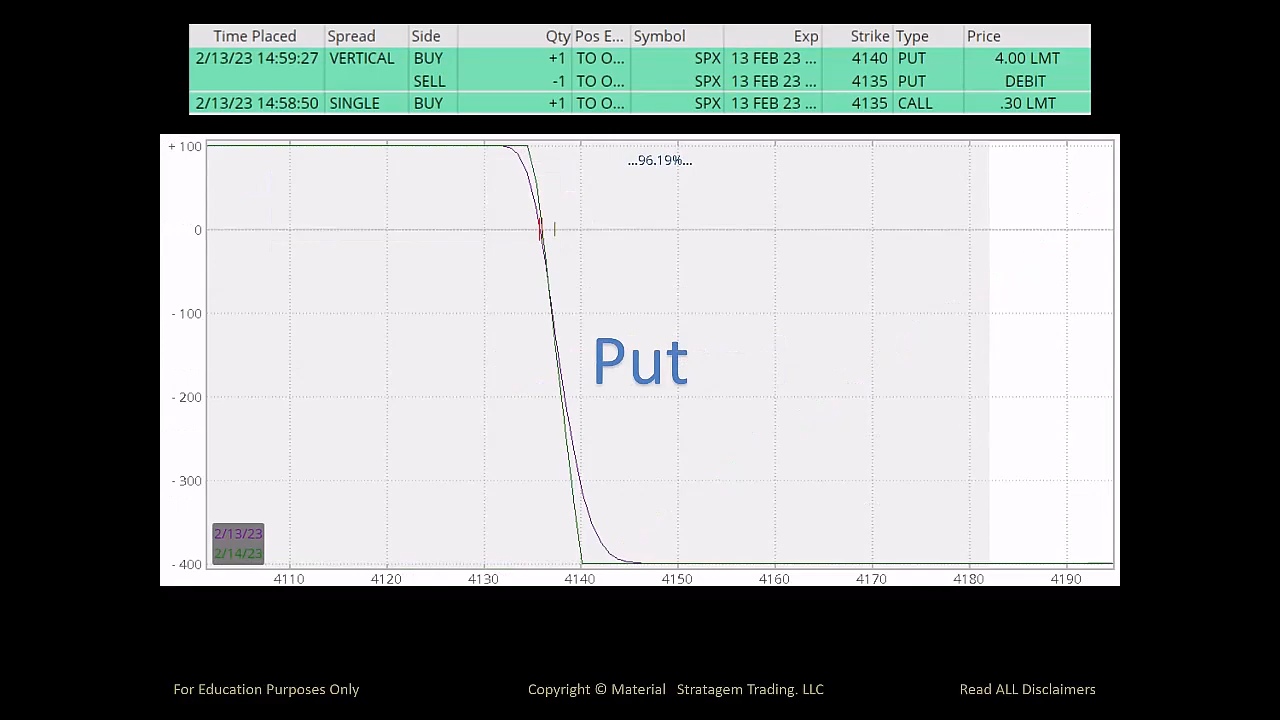 Time Placed Spread Side Qty Pos E... Symbol Exp Strike Type Price
2/13/23 14:59:27 VERTICAL BUY +1 TO O... SPX 13 FEB 23 ... 4140 PUT 4.00 LMT
SELL -1 TO O... SPX 13 FEB 23 ... 4135 PUT DEBIT
2/13/23 14:58:50 SINGLE BUY +1 TO O... SPX 13 FEB 23 ... 4135 CALL .30 LMT
+ 100
...96.19%...
0
- 100
Put
- 200
- 300
2/13/23
2/14/23
- 400
4110 4120 4130 4140 4150 4160 4170 4180 4190
For Education Purposes Only Copyright © Material Stratagem Trading. LLC Read ALL Disclaimers